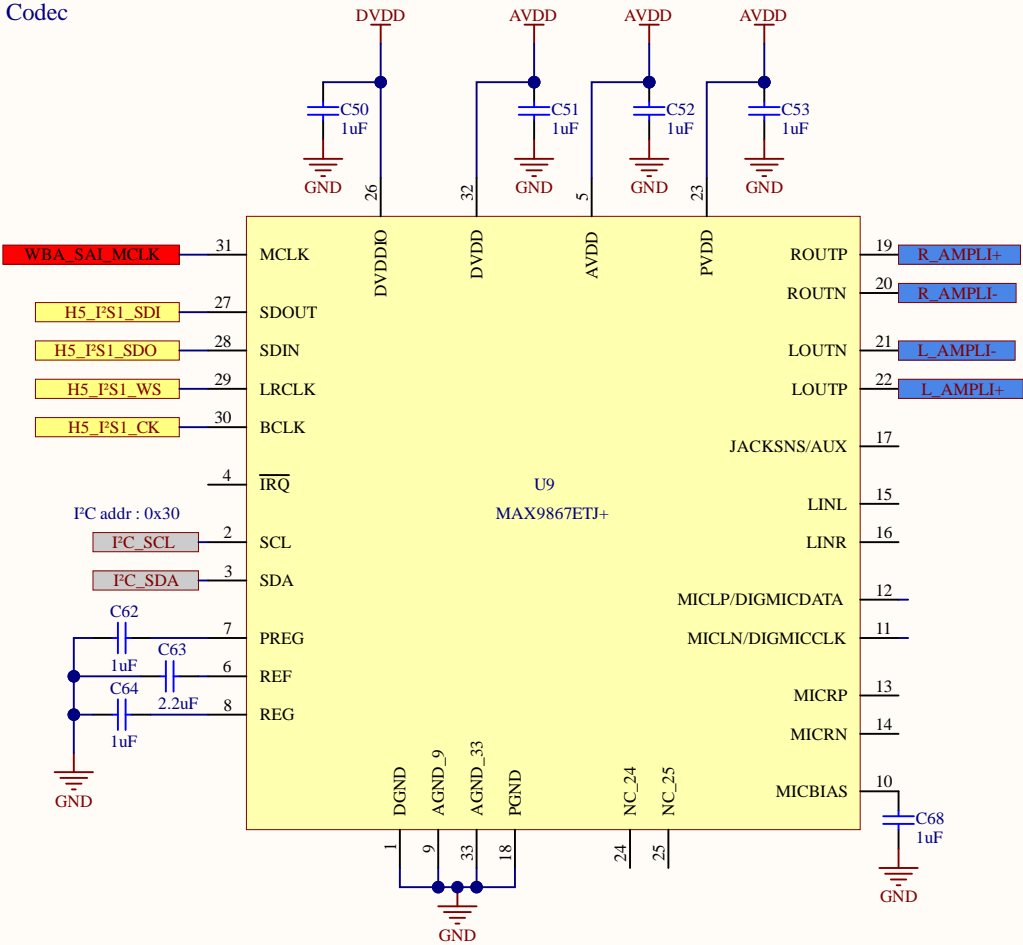 Codec
DVDD
AVDD
AVDD
AVDD
C50
1uF
C51
1uF
C52
1uF
C53
1uF
GND
GND
GND
GND
26
32
5
23
DVDDIO
DVDD
AVDD
PVDD
WBA_SAI_MCLK
31
MCLK
H5_I²S1_SDI
27
SDOUT
H5_I²S1_SDO
28
SDIN
H5_I²S1_WS
29
LRCLK
H5_I²S1_CK
30
BCLK
4
IRQ
I²C addr : 0x30
I²C_SCL
2
SCL
I²C_SDA
3
SDA
C62
1uF
7
PREG
C63
2.2uF
6
REF
C64
1uF
8
REG
GND
U9
MAX9867ETJ+
ROUTP
19
R_AMPLI+
ROUTN
20
R_AMPLI-
LOUTN
21
L_AMPLI-
LOUTP
22
L_AMPLI+
JACKSNS/AUX
17
LINL
15
LINR
16
MICLP/DIGMICDATA
12
MICLN/DIGMICCLK
11
MICRP
13
MICRN
14
MICBIAS
10
C68
1uF
GND
DGND
AGND_9
AGND_33
PGND
NC_24
NC_25
1
9
33
18
24
25
GND